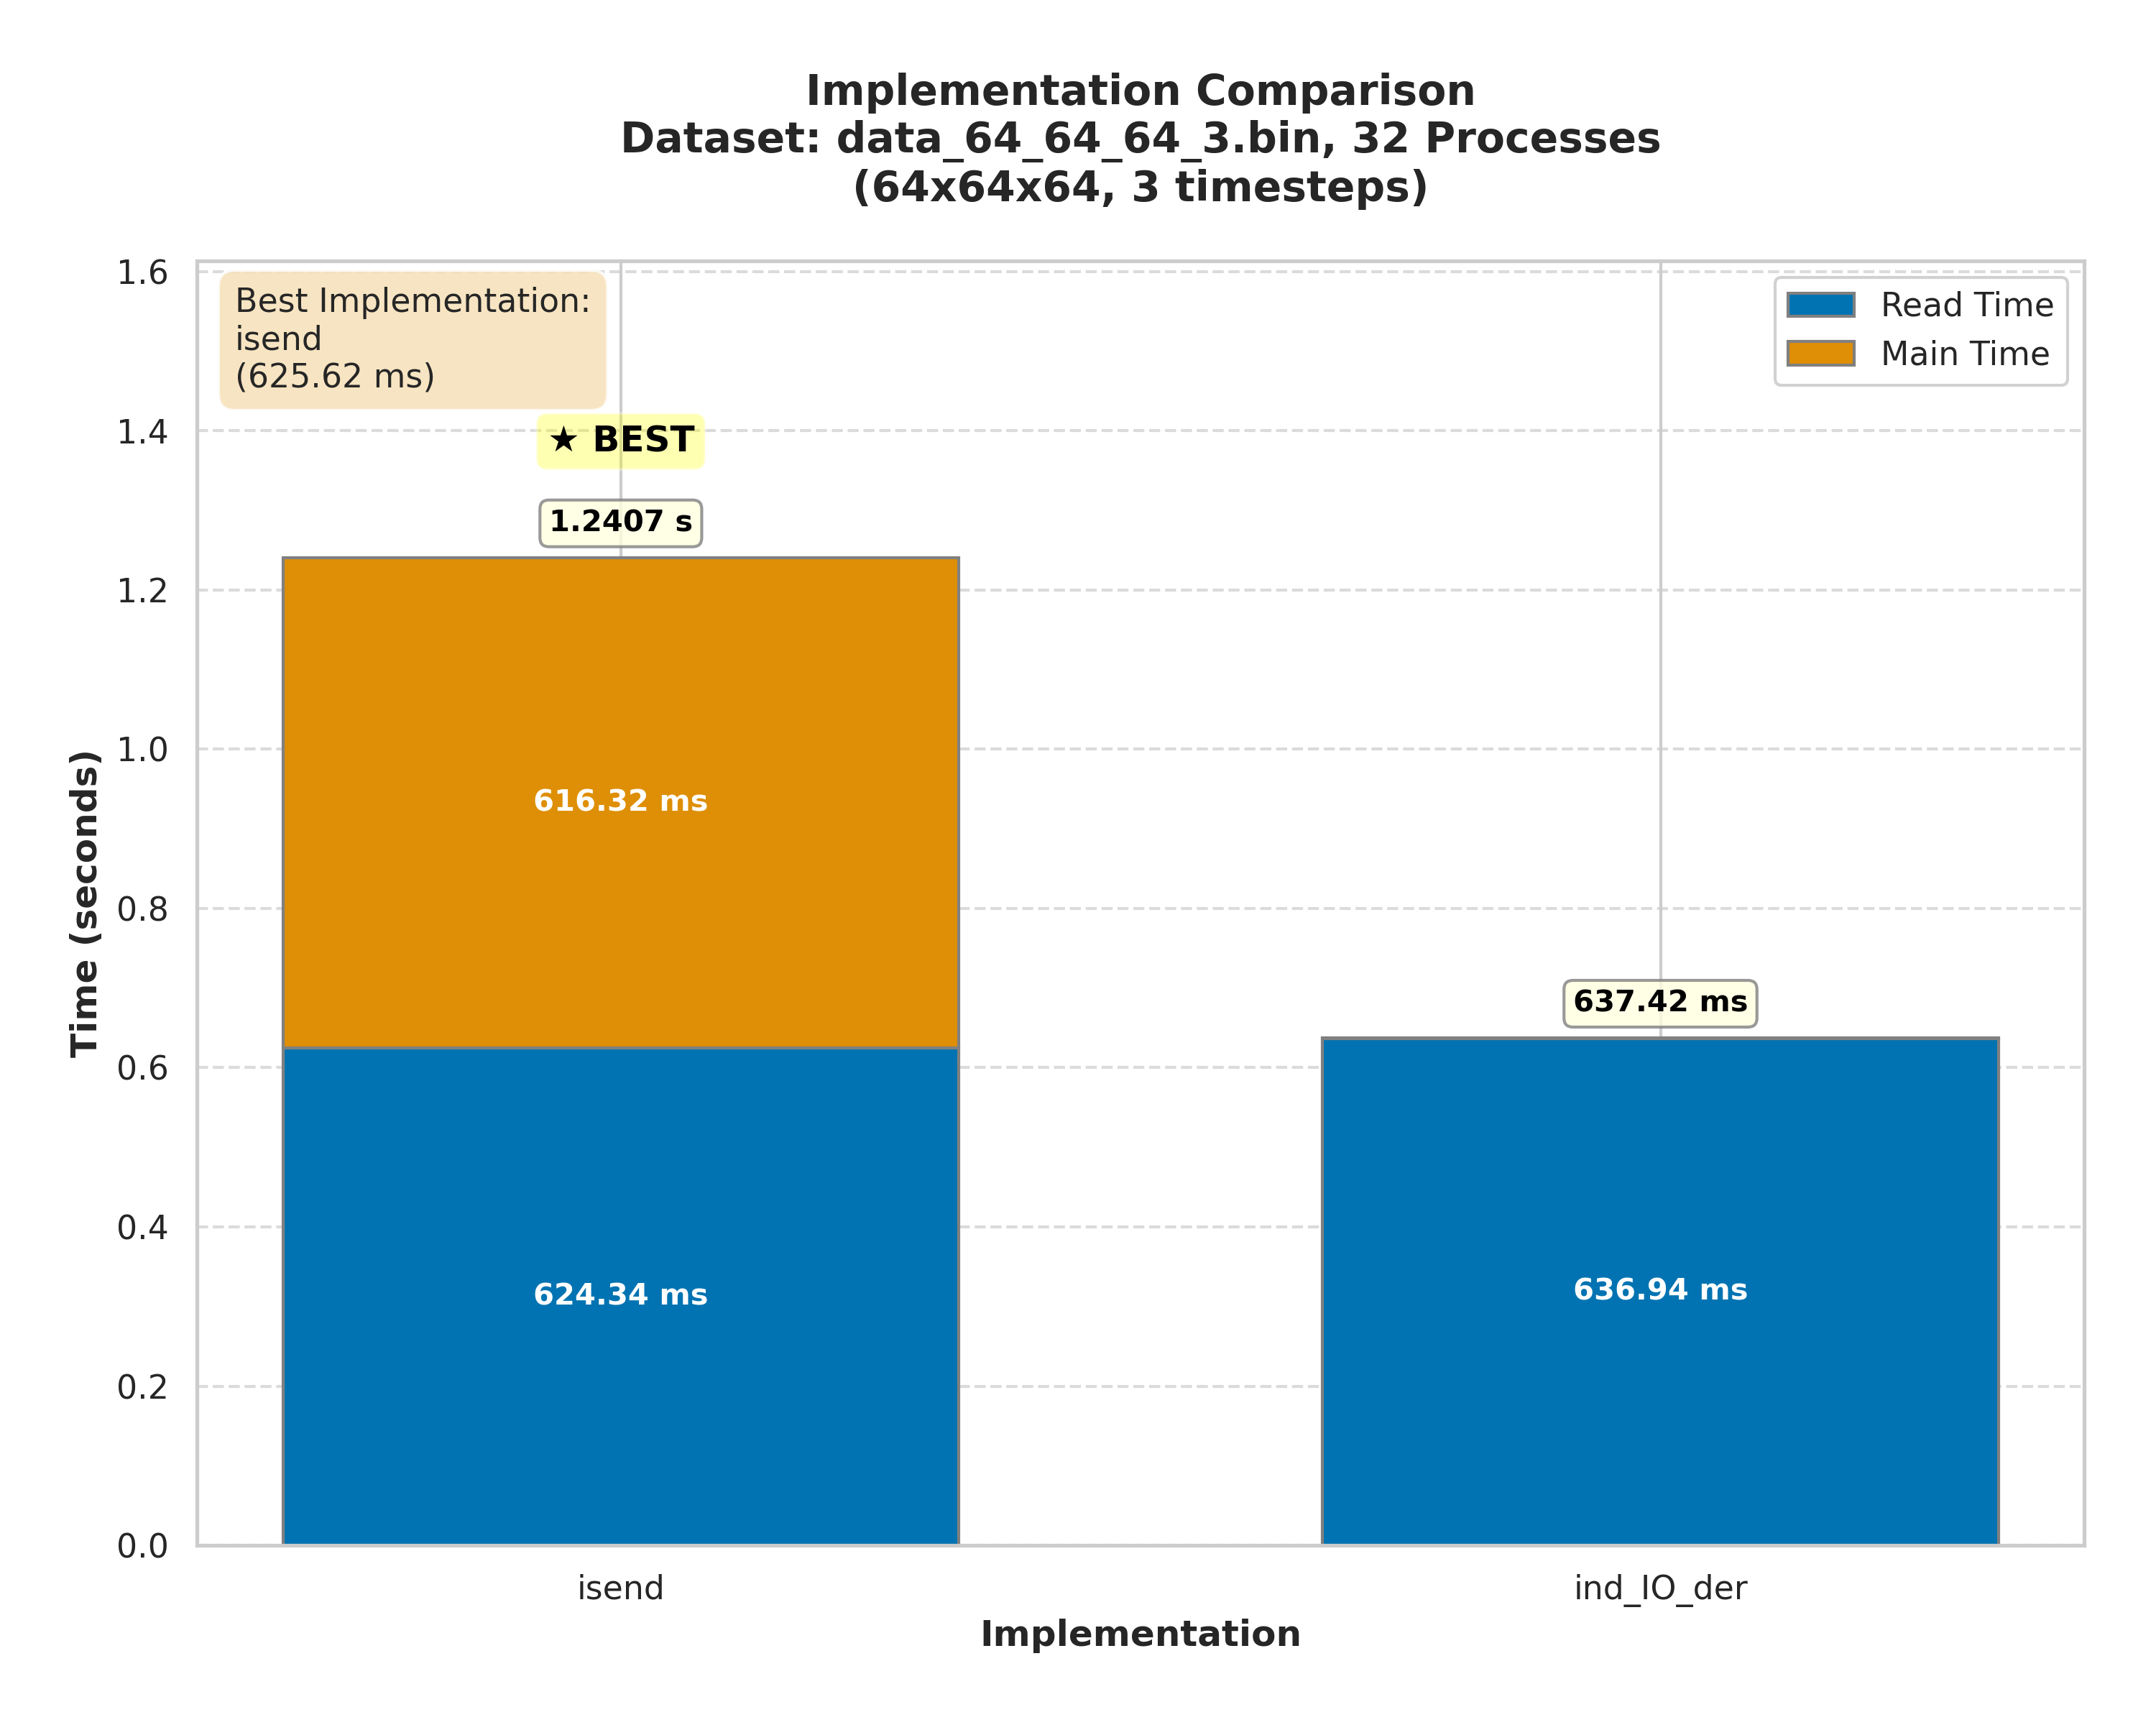 Implementation Comparison
Dataset: data_64_64_64_3.bin, 32 Processes
(64x64x64, 3 timesteps)
Best Implementation:
isend
(625.62 ms)
Read Time
Main Time
★ BEST
1.2407 s
616.32 ms
624.34 ms
637.42 ms
636.94 ms
Time (seconds)
1.6
1.4
1.2
1.0
0.8
0.6
0.4
0.2
0.0
isend
ind_IO_der
Implementation